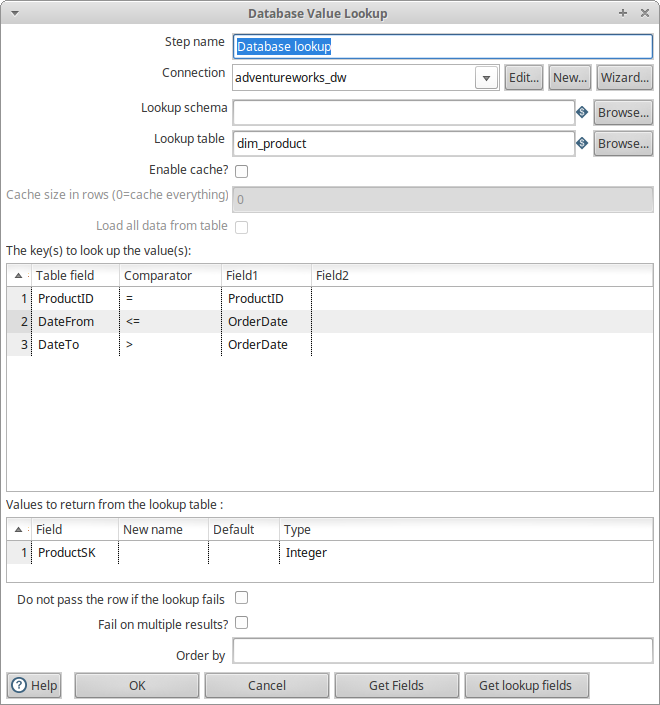 Database Value Lookup
Step name Database lookup
Connection adventureworks_dw Edit... New... Wizard...
Lookup schema Browse...
Lookup table dim_product Browse...
Enable cache?
Cache size in rows (0=cache everything) 0
Load all data from table
The key(s) to look up the value(s):
Table field Comparator Field1 Field2
1 ProductID = ProductID
2 DateFrom <= OrderDate
3 DateTo > OrderDate
Values to return from the lookup table :
Field New name Default Type
1 ProductSK Integer
Do not pass the row if the lookup fails
Fail on multiple results?
Order by
Help OK Cancel Get Fields Get lookup fields